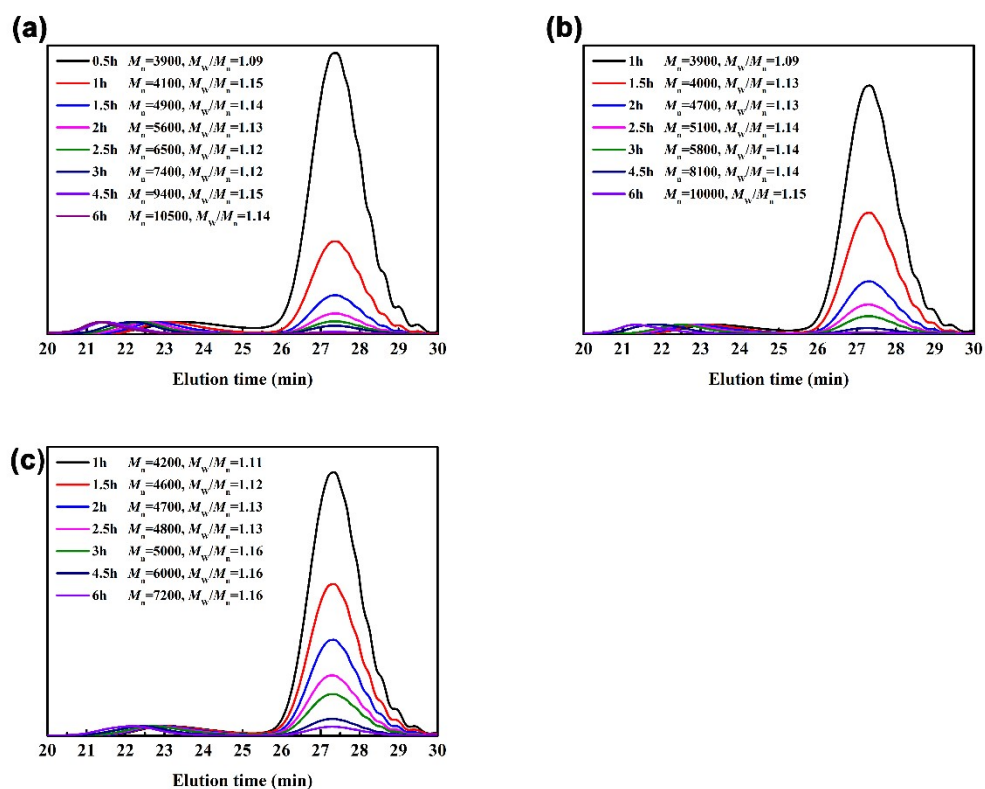 (a)
0.5h Mn=3900, MW/Mn=1.09
1h Mn=4100, MW/Mn=1.15
1.5h Mn=4900, MW/Mn=1.14
2h Mn=5600, MW/Mn=1.13
2.5h Mn=6500, MW/Mn=1.12
3h Mn=7400, MW/Mn=1.12
4.5h Mn=9400, MW/Mn=1.15
6h Mn=10500, MW/Mn=1.14
20 21 22 23 24 25 26 27 28 29 30
Elution time (min)
(b)
1h Mn=3900, MW/Mn=1.09
1.5h Mn=4000, MW/Mn=1.13
2h Mn=4700, MW/Mn=1.13
2.5h Mn=5100, MW/Mn=1.14
3h Mn=5800, MW/Mn=1.14
4.5h Mn=8100, MW/Mn=1.14
6h Mn=10000, MW/Mn=1.15
20 21 22 23 24 25 26 27 28 29 30
Elution time (min)
(c)
1h Mn=4200, MW/Mn=1.11
1.5h Mn=4600, MW/Mn=1.12
2h Mn=4700, MW/Mn=1.13
2.5h Mn=4800, MW/Mn=1.13
3h Mn=5000, MW/Mn=1.16
4.5h Mn=6000, MW/Mn=1.16
6h Mn=7200, MW/Mn=1.16
20 21 22 23 24 25 26 27 28 29 30
Elution time (min)